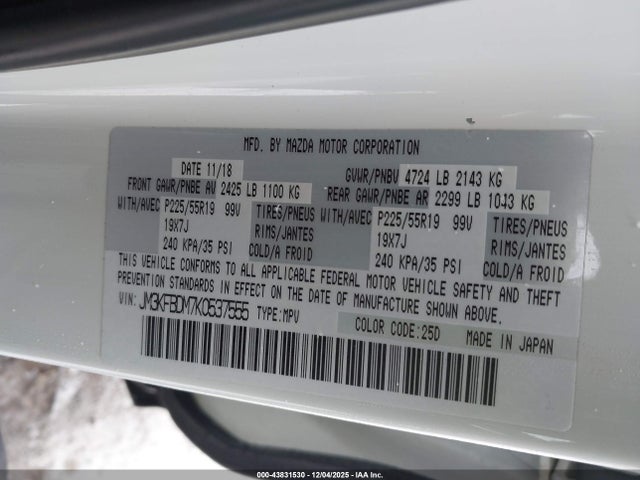 MFD. BY MAZDA MOTOR CORPORATION
DATE 11/18 GVWR/PNBV 4724 LB 2143 KG
FRONT GAWR/PNBE AV 2425 LB 1100 KG REAR GAWR/PNBE AR 2299 LB 1043 KG
WITH/AVEC P225/55R19 99V TIRES/PNEUS WITH/AVEC P225/55R19 99V TIRES/PNEUS
19X7J RIMS/JANTES 19X7J RIMS/JANTES
240 KPA/35 PSI COLD/A FROID 240 KPA/35 PSI COLD/A FROID
THIS VEHICLE CONFORMS TO ALL APPLICABLE FEDERAL MOTOR VEHICLE SAFETY AND THEFT
PREVENTION STANDARDS IN EFFECT ON THE DATE OF MANUFACTURE SHOWN ABOVE.
VIN: JM3KFBDM7K0537555 TYPE:MPV COLOR CODE:25D MADE IN JAPAN
00-43831530 - 12/04/2025 - IAA Inc.